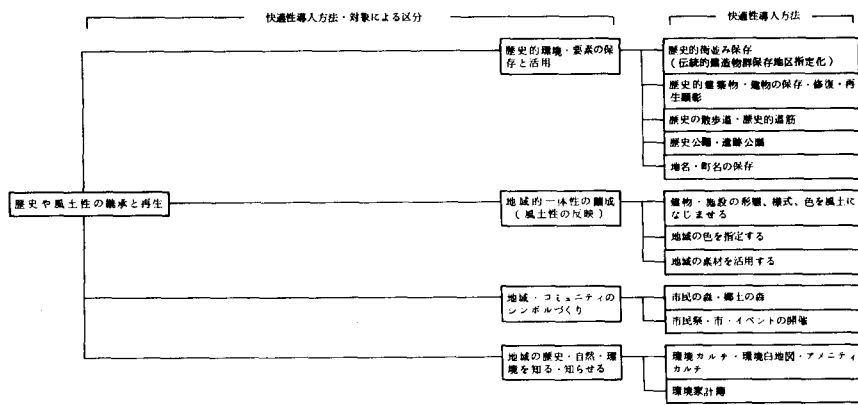 快適性導入方法・対象による区分
快適性導入方法
歴史や風土性の継承と再生
歴史的環境・要素の保
存と活用
歴史的街並み保存
(伝統的建造物群保存地区指定化)
歴史的建築物・建物の保存・修復・再
生顕彰
歴史の散歩道・歴史的道筋
歴史公園・遺跡公園
地名・町名の保存
地域的一体性の醸成
(風土性の反映)
建物・施設の形態、様式、色を風土に
なじませる
地域の色を指定する
地域の素材を活用する
地域・コミュニティの
シンボルづくり
市民の森・郷土の森
市民祭・市・イベントの開催
地域の歴史・自然・環
境を知る・知らせる
環境カルテ・環境白地図・アメニティ
カルテ
環境家計簿